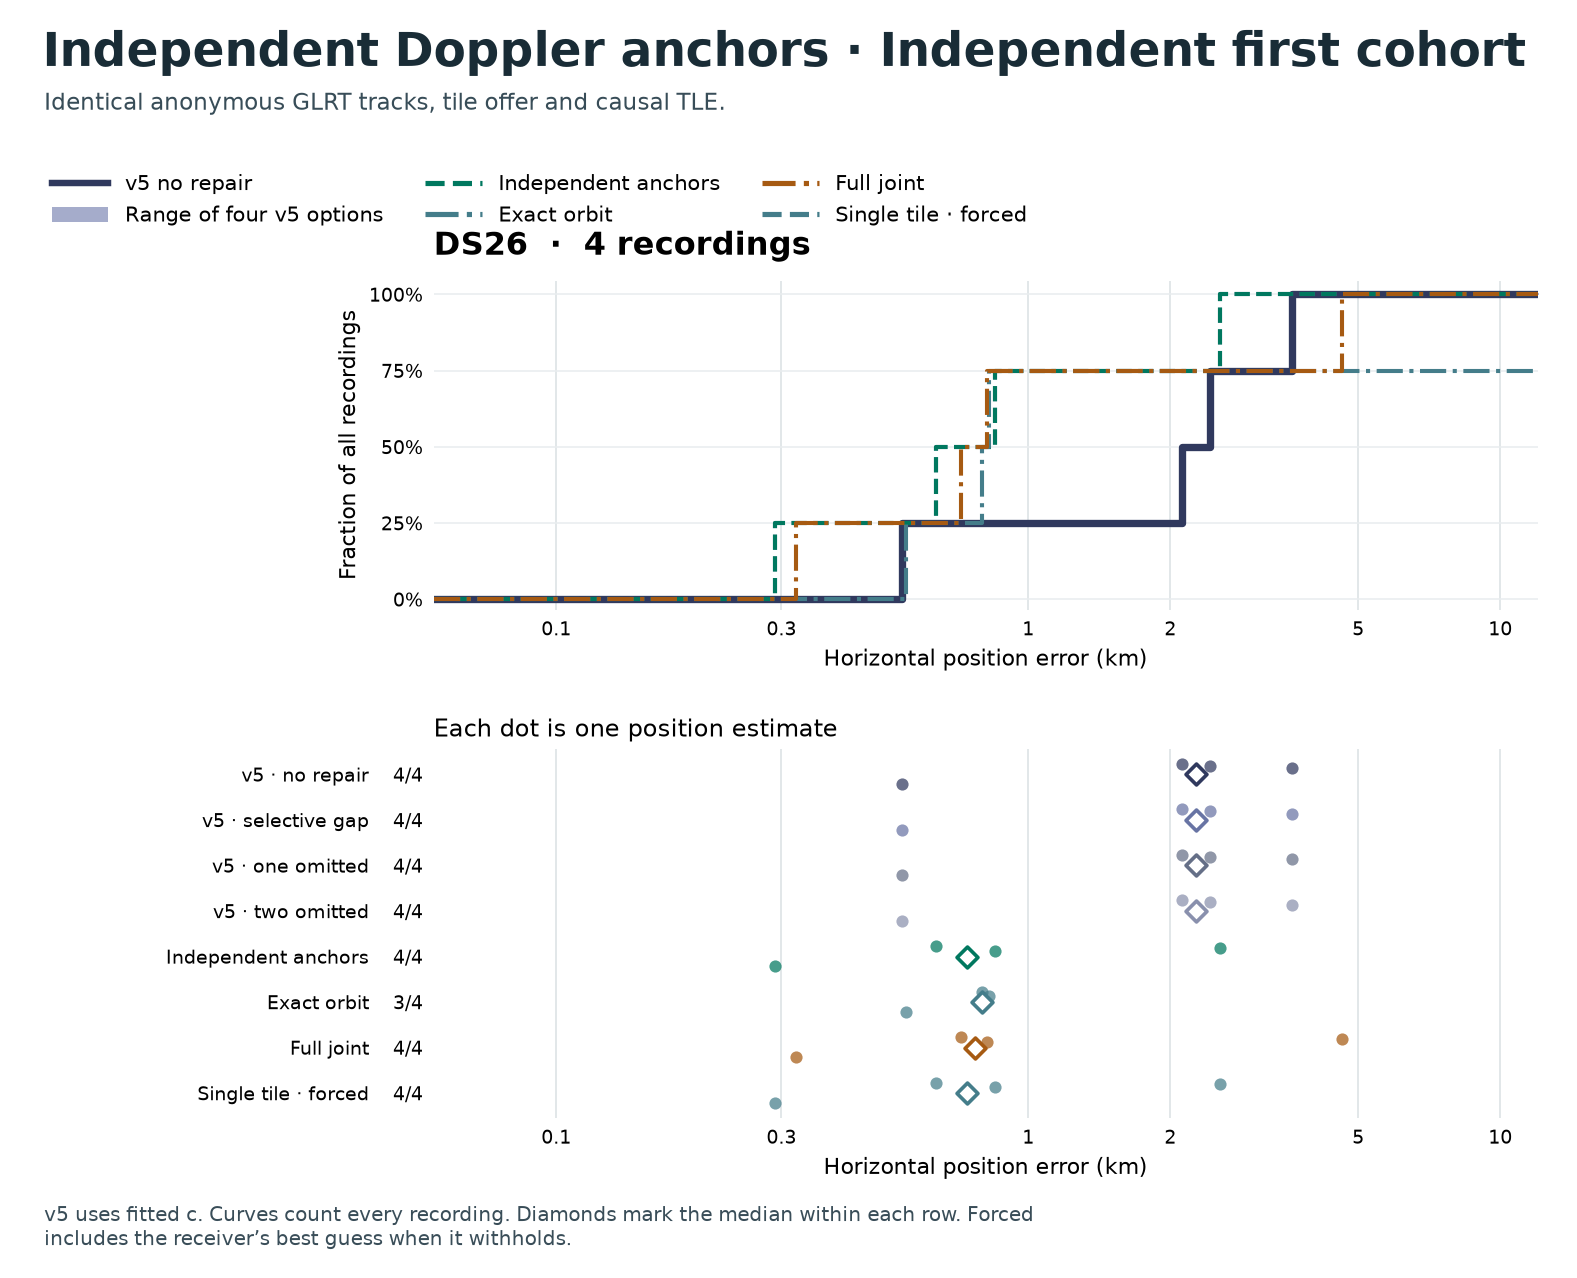 Independent Doppler anchors · Independent first cohort
Identical anonymous GLRT tracks, tile offer and causal TLE.
v5 no repair
Independent anchors
Full joint
Range of four v5 options
Exact orbit
Single tile · forced
DS26 · 4 recordings
Fraction of all recordings
100%
75%
50%
25%
0%
0.1 0.3 1 2 5 10
Horizontal position error (km)
Each dot is one position estimate
v5 · no repair 4/4
v5 · selective gap 4/4
v5 · one omitted 4/4
v5 · two omitted 4/4
Independent anchors 4/4
Exact orbit 3/4
Full joint 4/4
Single tile · forced 4/4
0.1 0.3 1 2 5 10
Horizontal position error (km)
v5 uses fitted c. Curves count every recording. Diamonds mark the median within each row. Forced
includes the receiver’s best guess when it withholds.